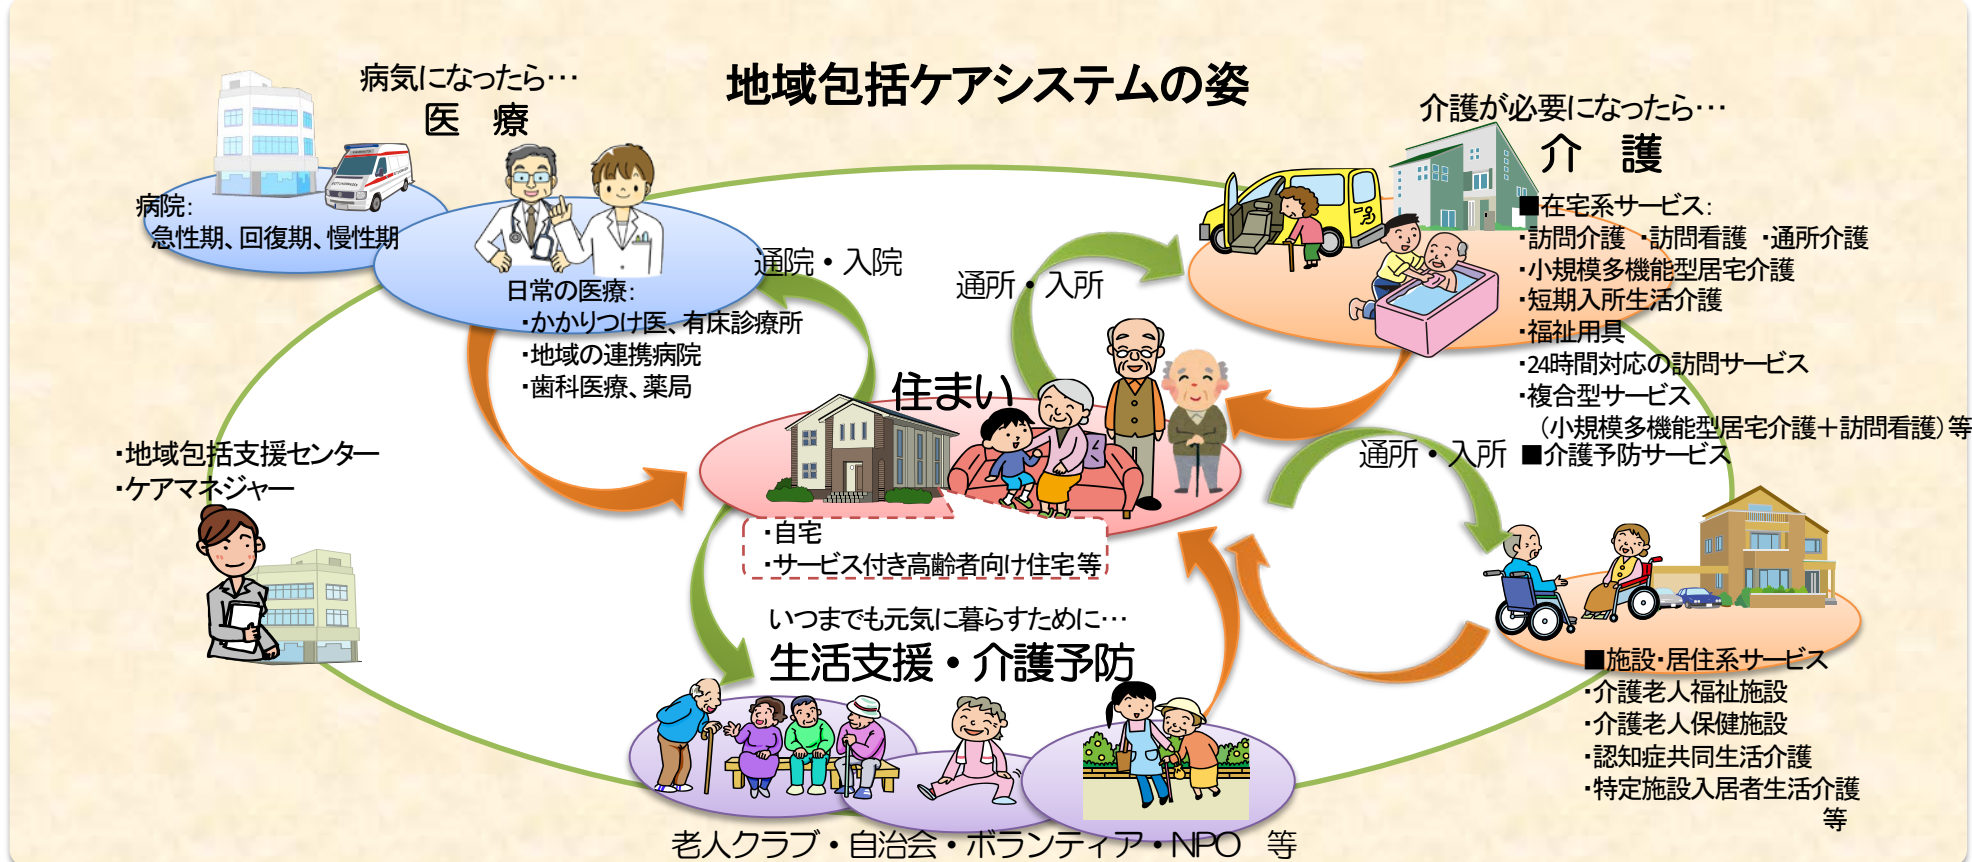 地域包括ケアシステムの姿
病気になったら…
医 療
病院:
急性期、回復期、慢性期
日常の医療:
・かかりつけ医、有床診療所
・地域の連携病院
・歯科医療、薬局
通院・入院
通所・入所
介護が必要になったら…
介 護
■在宅系サービス:
・訪問介護 ・訪問看護 ・通所介護
・小規模多機能型居宅介護
・短期入所生活介護
・福祉用具
・24時間対応の訪問サービス
・複合型サービス
(小規模多機能型居宅介護+訪問看護)等
■介護予防サービス
通所・入所
住まい
・自宅
・サービス付き高齢者向け住宅等
・地域包括支援センター
・ケアマネジャー
いつまでも元気に暮らすために…
生活支援・介護予防
■施設・居住系サービス
・介護老人福祉施設
・介護老人保健施設
・認知症共同生活介護
・特定施設入居者生活介護
等
老人クラブ・自治会・ボランティア・NPO 等